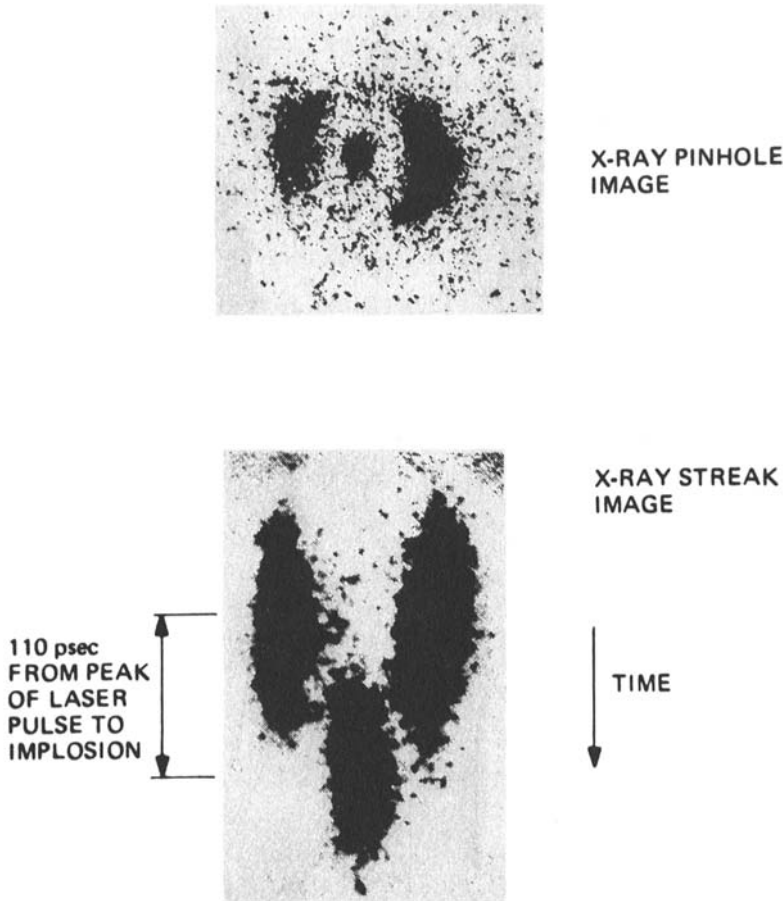 X-RAY PINHOLE
IMAGE
X-RAY STREAK
IMAGE
110 psec
FROM PEAK
OF LASER
PULSE TO
IMPLOSION
TIME